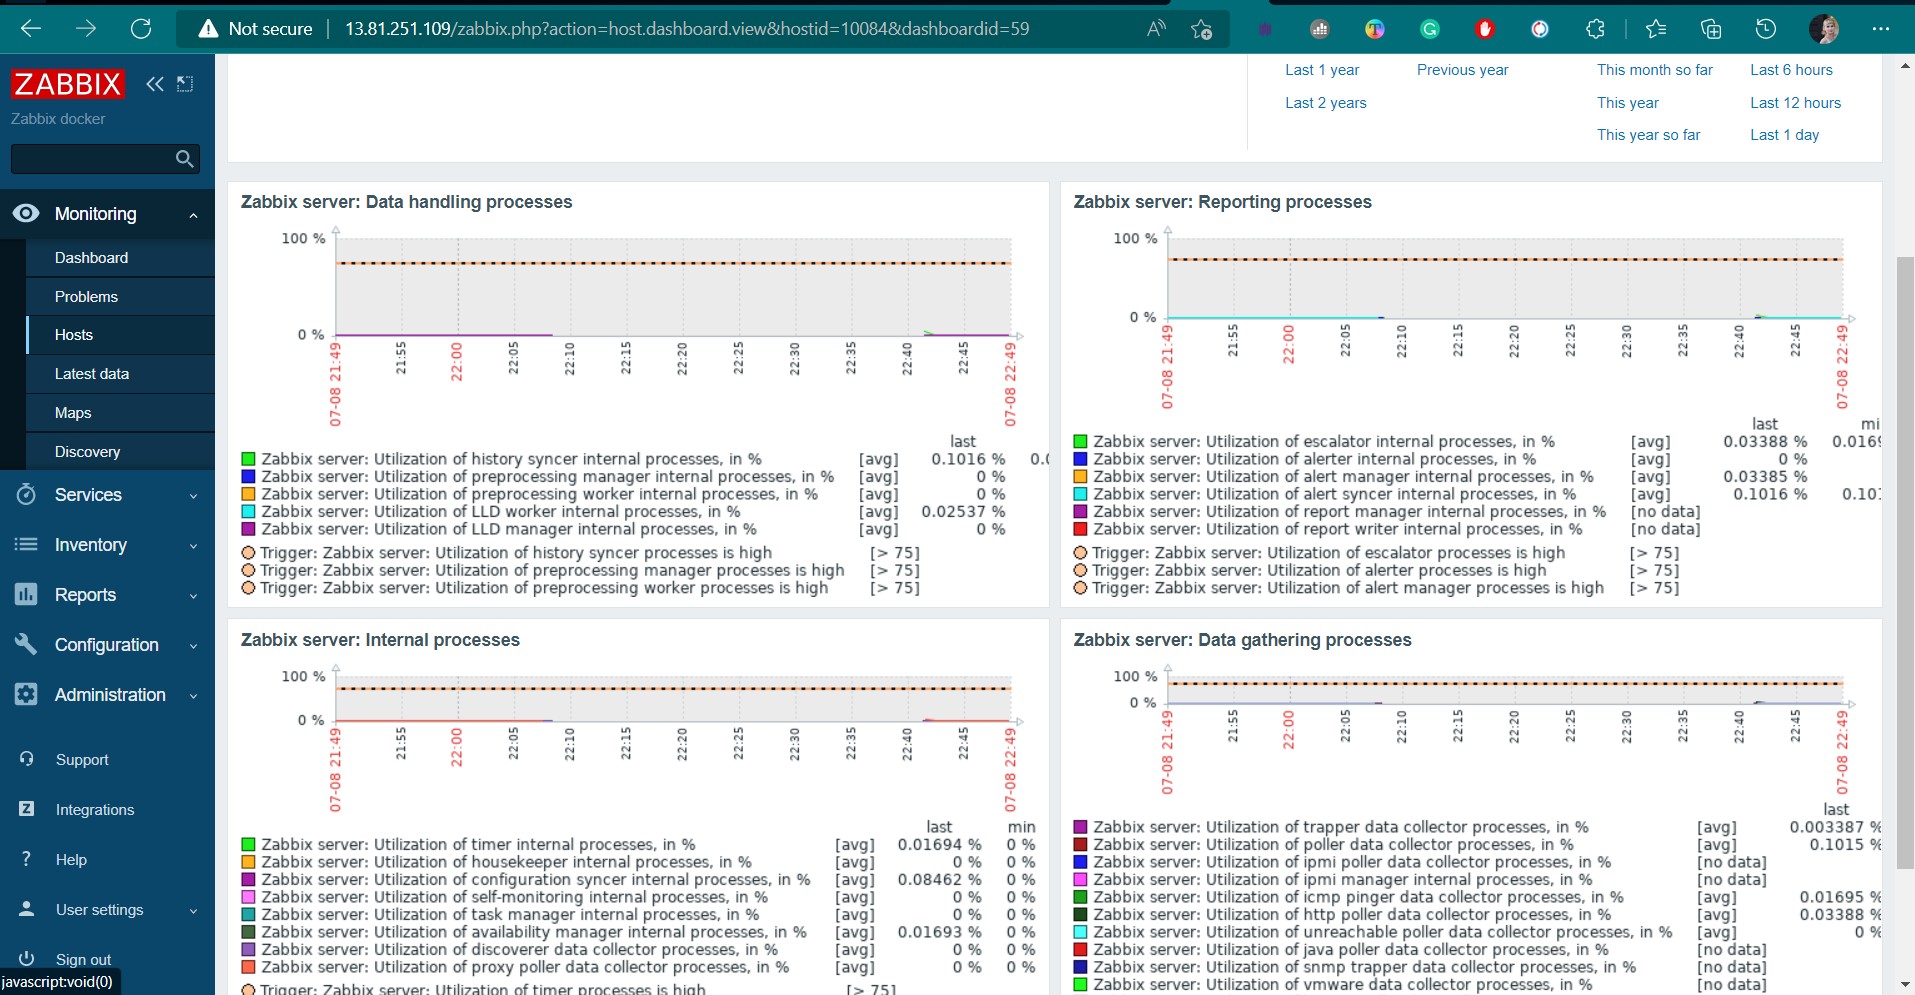 Not secure 13.81.251.109/zabbix.php?action=host.dashboard.view&hostid=10084&dashboardid=59
ZABBIX
Zabbix docker
Monitoring
Dashboard
Problems
Hosts
Latest data
Maps
Discovery
Services
Inventory
Reports
Configuration
Administration
Support
Z Integrations
? Help
User settings
Sign out
javascript:void(0)
Last 1 year Previous year This month so far Last 6 hours
Last 2 years This year Last 12 hours
This year so far Last 1 day
Zabbix server: Data handling processes
100 %
0 %
07-08 21:49 21:55 22:00 22:05 22:10 22:15 22:20 22:25 22:30 22:35 22:40 22:45 07-08 22:49
last
Zabbix server: Utilization of history syncer internal processes, in % [avg] 0.1016 %
Zabbix server: Utilization of preprocessing manager internal processes, in % [avg] 0 %
Zabbix server: Utilization of preprocessing worker internal processes, in % [avg] 0 %
Zabbix server: Utilization of LLD worker internal processes, in % [avg] 0.02537 %
Zabbix server: Utilization of LLD manager internal processes, in % [avg] 0 %
Trigger: Zabbix server: Utilization of history syncer processes is high [> 75]
Trigger: Zabbix server: Utilization of preprocessing manager processes is high [> 75]
Trigger: Zabbix server: Utilization of preprocessing worker processes is high [> 75]
Zabbix server: Reporting processes
100 %
0 %
07-08 21:49 21:55 22:00 22:05 22:10 22:15 22:20 22:25 22:30 22:35 22:40 22:45 07-08 22:49
last mi
Zabbix server: Utilization of escalator internal processes, in % [avg] 0.03388 % 0.016
Zabbix server: Utilization of alerter internal processes, in % [avg] 0 %
Zabbix server: Utilization of alert manager internal processes, in % [avg] 0.03385 %
Zabbix server: Utilization of alert syncer internal processes, in % [avg] 0.1016 % 0.10
Zabbix server: Utilization of report manager internal processes, in % [no data]
Zabbix server: Utilization of report writer internal processes, in % [no data]
Trigger: Zabbix server: Utilization of escalator processes is high [> 75]
Trigger: Zabbix server: Utilization of alerter processes is high [> 75]
Trigger: Zabbix server: Utilization of alert manager processes is high [> 75]
Zabbix server: Internal processes
100 %
0 %
07-08 21:49 21:55 22:00 22:05 22:10 22:15 22:20 22:25 22:30 22:35 22:40 22:45 07-08 22:49
last min
Zabbix server: Utilization of timer internal processes, in % [avg] 0.01694 % 0 %
Zabbix server: Utilization of housekeeper internal processes, in % [avg] 0 % 0 %
Zabbix server: Utilization of configuration syncer internal processes, in % [avg] 0.08462 % 0 %
Zabbix server: Utilization of self-monitoring internal processes, in % [avg] 0 % 0 %
Zabbix server: Utilization of task manager internal processes, in % [avg] 0 % 0 %
Zabbix server: Utilization of availability manager internal processes, in % [avg] 0.01693 % 0 %
Zabbix server: Utilization of discoverer data collector processes, in % [avg] 0 % 0 %
Zabbix server: Utilization of proxy poller data collector processes, in % [avg] 0 % 0 %
Trigger: Zabbix server: Utilization of timer processes is high [> 75]
Zabbix server: Data gathering processes
100 %
0 %
07-08 21:49 21:55 22:00 22:05 22:10 22:15 22:20 22:25 22:30 22:35 22:40 22:45 07-08 22:49
last
Zabbix server: Utilization of trapper data collector processes, in % [avg] 0.003387 %
Zabbix server: Utilization of poller data collector processes, in % [avg] 0.1015 %
Zabbix server: Utilization of ipmi poller data collector processes, in % [no data]
Zabbix server: Utilization of ipmi manager internal processes, in % [no data]
Zabbix server: Utilization of icmp pinger data collector processes, in % [avg] 0.01695 %
Zabbix server: Utilization of http poller data collector processes, in % [avg] 0.03388 %
Zabbix server: Utilization of unreachable poller data collector processes, in % [avg] 0 %
Zabbix server: Utilization of java poller data collector processes, in % [no data]
Zabbix server: Utilization of snmp trapper data collector processes, in % [no data]
Zabbix server: Utilization of vmware data collector processes, in % [no data]